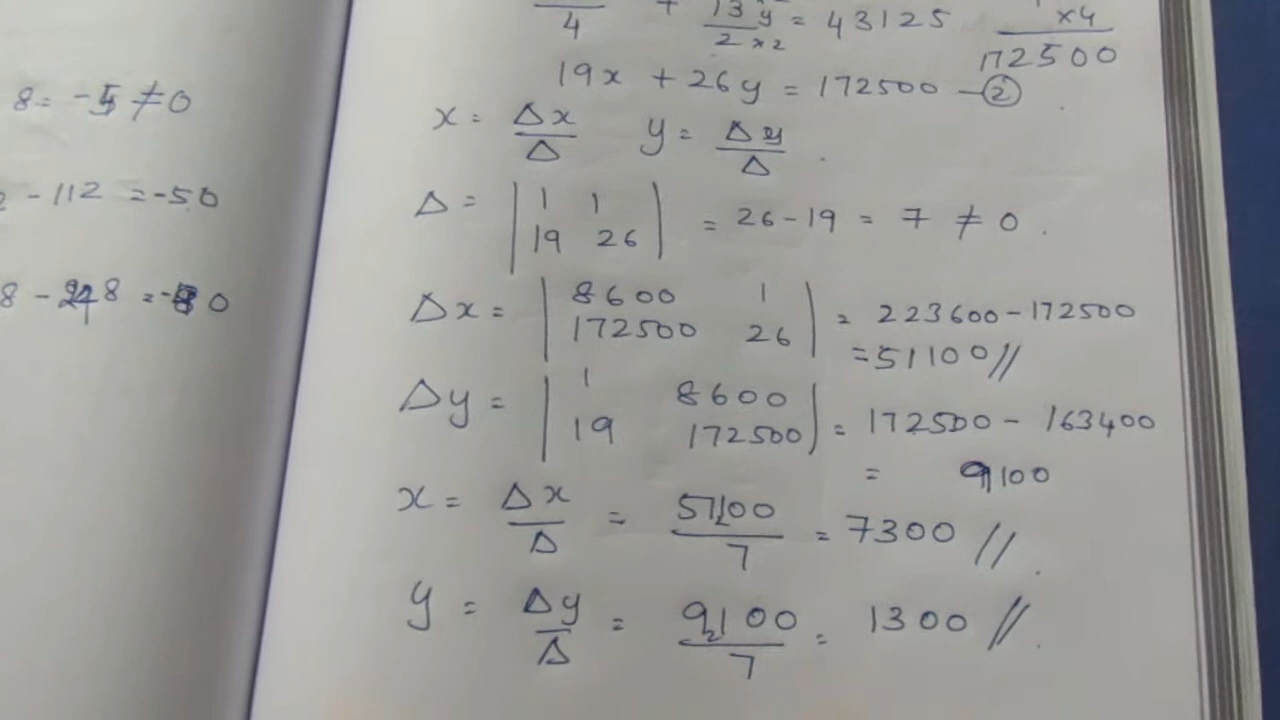 8 = -5 ≠ 0
- 112 = -50
8 - 248 = -80
4 + 13y/2 ×2 = 43125 ×4
172500
19x + 26y = 172500 - ②
x = Δx/Δ y = Δy/Δ
Δ = | 1 1 |
| 19 26 | = 26 - 19 = 7 ≠ 0.
Δx = | 8600 1 |
| 172500 26 | = 223600 - 172500
= 51100 //
Δy = | 1 8600 |
| 19 172500 | = 172500 - 163400
= 9100
x = Δx/Δ = 51100/7 = 7300 //
y = Δy/Δ = 9100/7 = 1300 //